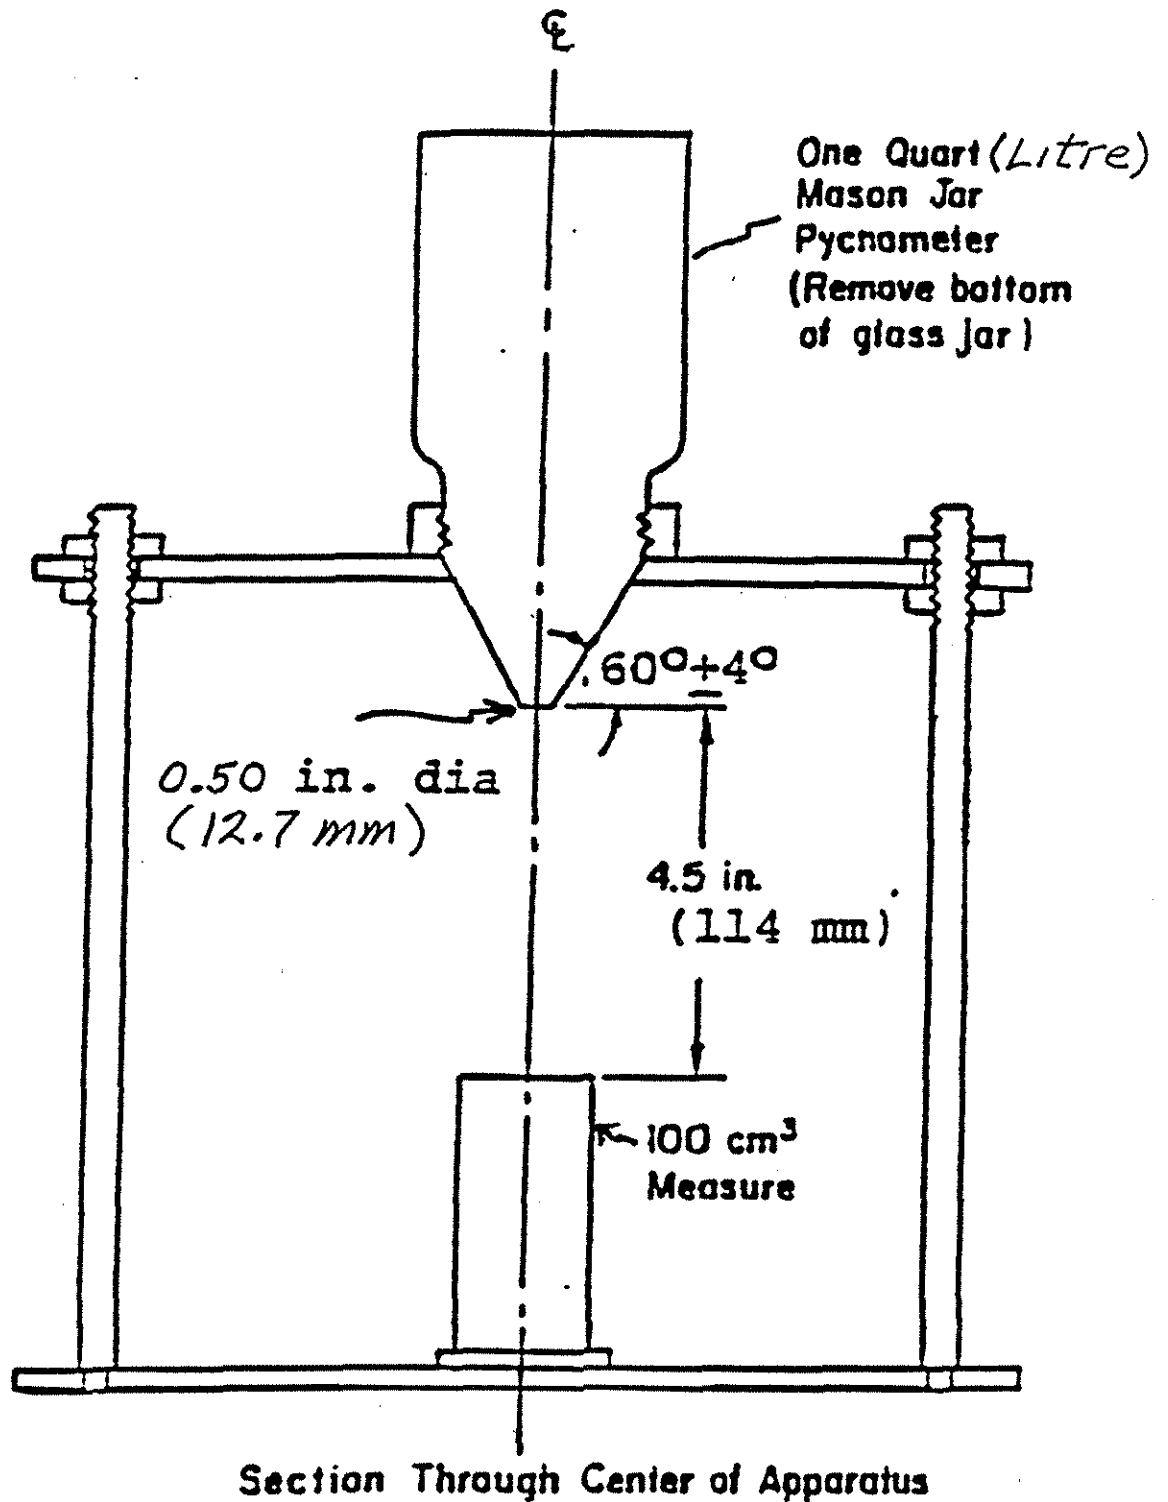 ℄
One Quart (Litre)
Mason Jar
Pycnameter
(Remove bottom
of glass jar)
60° ±4°
0.50 in. dia
(12.7 mm)
4.5 in.
(114 mm)
100 cm³
Measure
Section Through Center of Apparatus